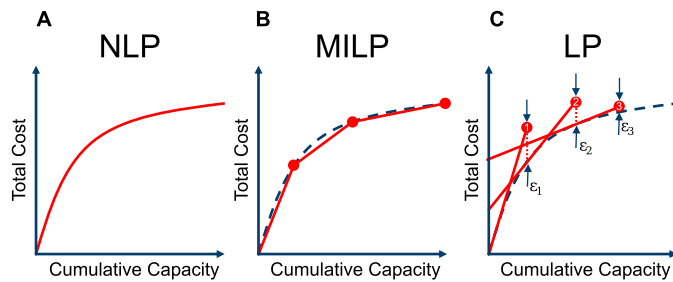 A
NLP
Total Cost
Cumulative Capacity
B
MILP
Total Cost
Cumulative Capacity
C
LP
Total Cost
1
2
3
ε1
ε2
ε3
Cumulative Capacity